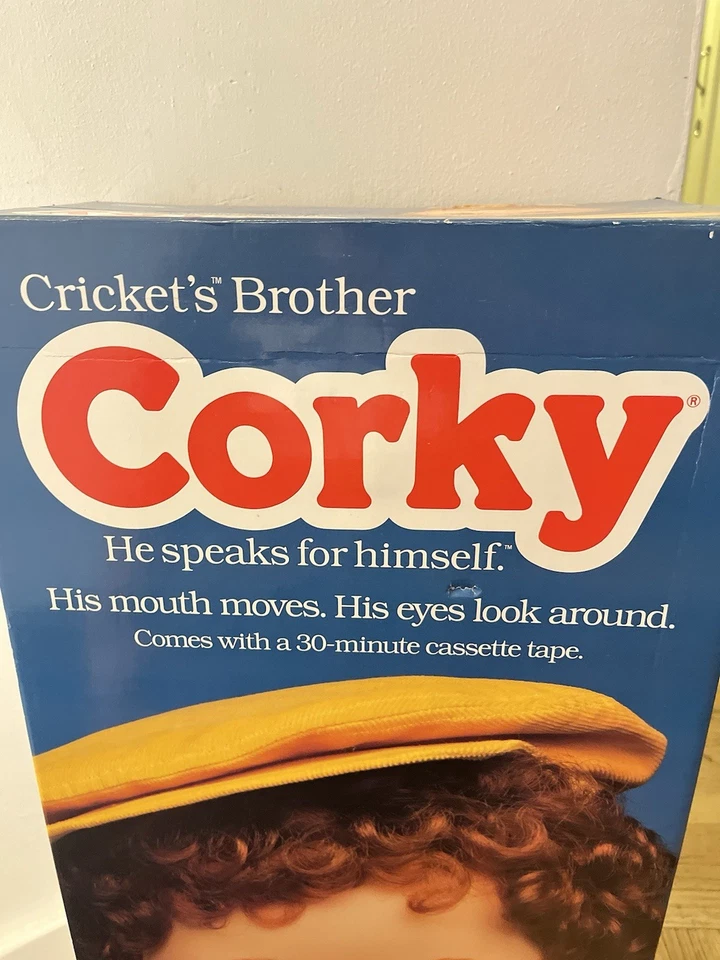 Cricket's™ Brother
Corky®
He speaks for himself.™
His mouth moves. His eyes look around.
Comes with a 30-minute cassette tape.